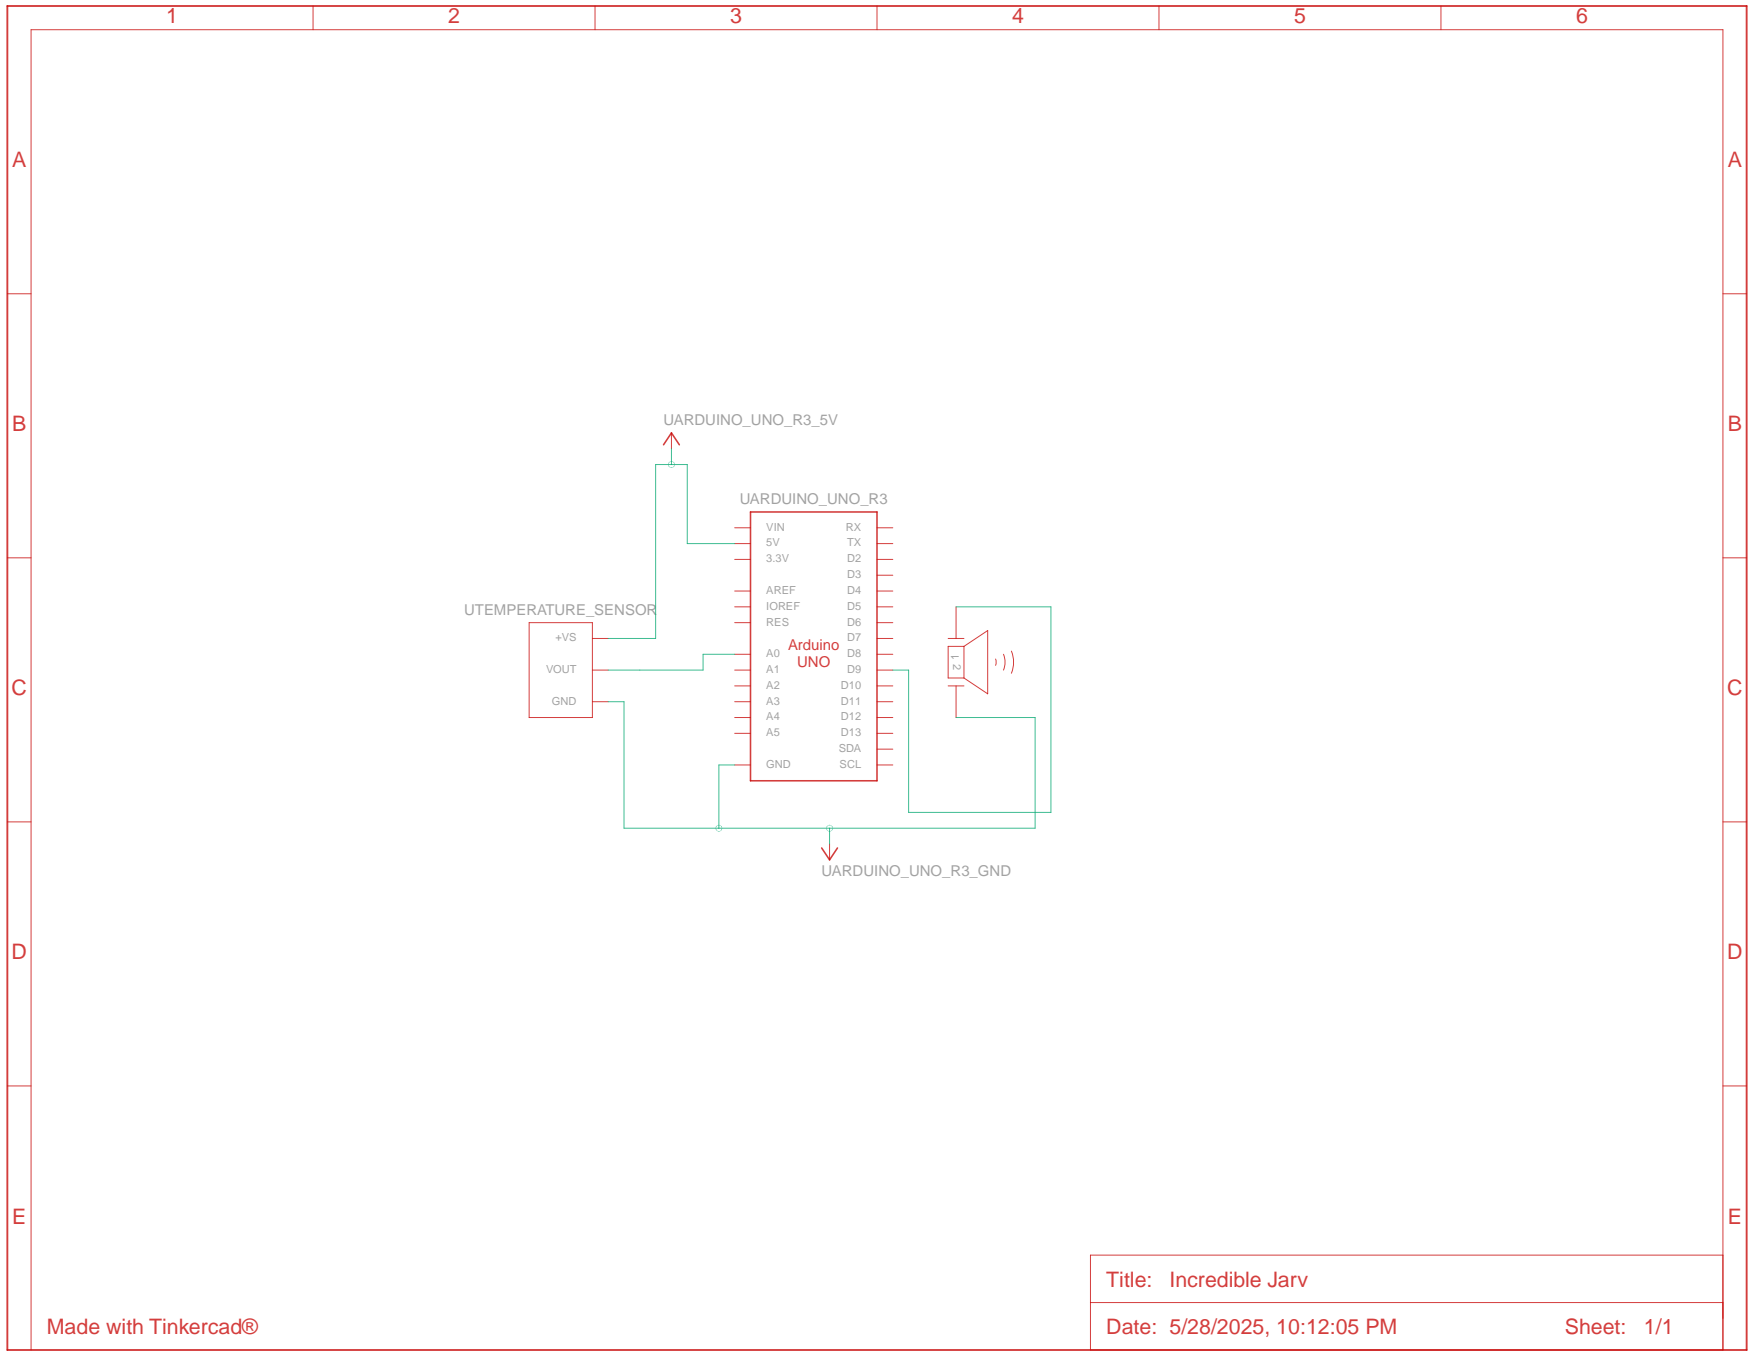 1 2 3 4 5 6
A A
B B
UARDUINO_UNO_R3_5V
UARDUINO_UNO_R3
VIN RX
5V TX
3.3V D2
D3
AREF D4
UTEMPERATURE_SENSOR
IOREF D5
RES D6
+VS
D7
Arduino
UNO
A0 D8
VOUT
A1 D9
1
2
C C
A2 D10
GND
A3 D11
A4 D12
A5 D13
SDA
GND SCL
UARDUINO_UNO_R3_GND
D D
E E
Title: Incredible Jarv
Made with Tinkercad®
Date: 5/28/2025, 10:12:05 PM Sheet: 1/1